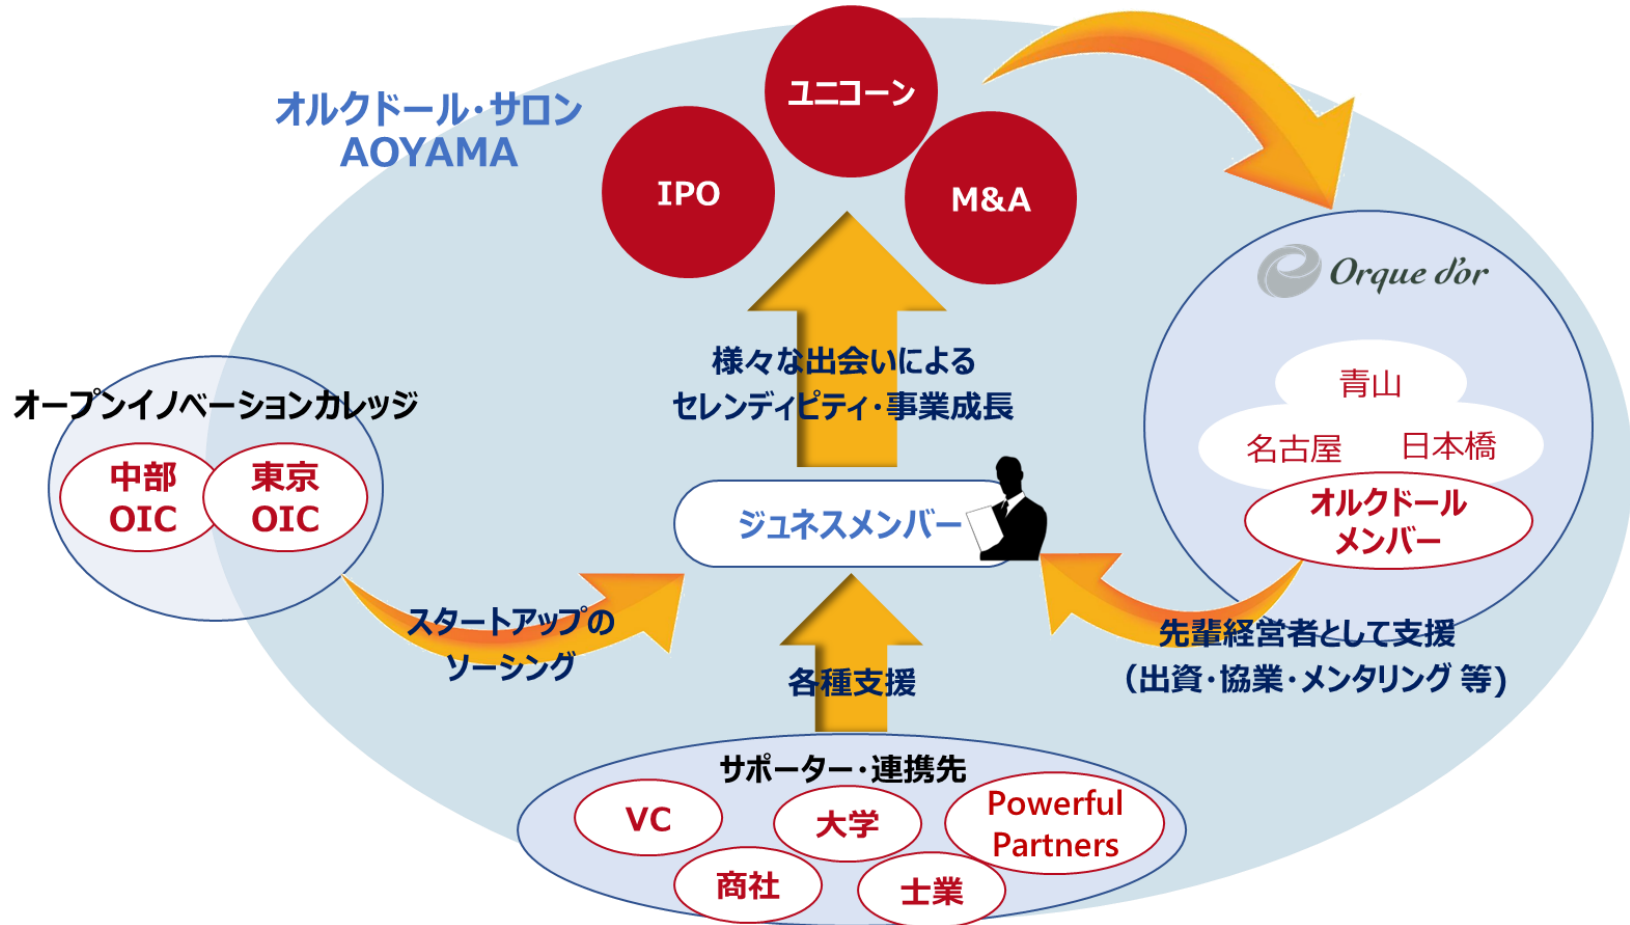 オルクドール・サロン
AOYAMA
ユニコーン
IPO
M&A
Orque d'or
様々な出会いによる
セレンディピティ・事業成長
青山
名古屋
日本橋
オルクドール
メンバー
オープンイノベーションカレッジ
中部
OIC
東京
OIC
ジュネスメンバー
スタートアップの
ソーシング
各種支援
先輩経営者として支援
（出資・協業・メンタリング 等)
サポーター・連携先
VC
大学
Powerful
Partners
商社
士業